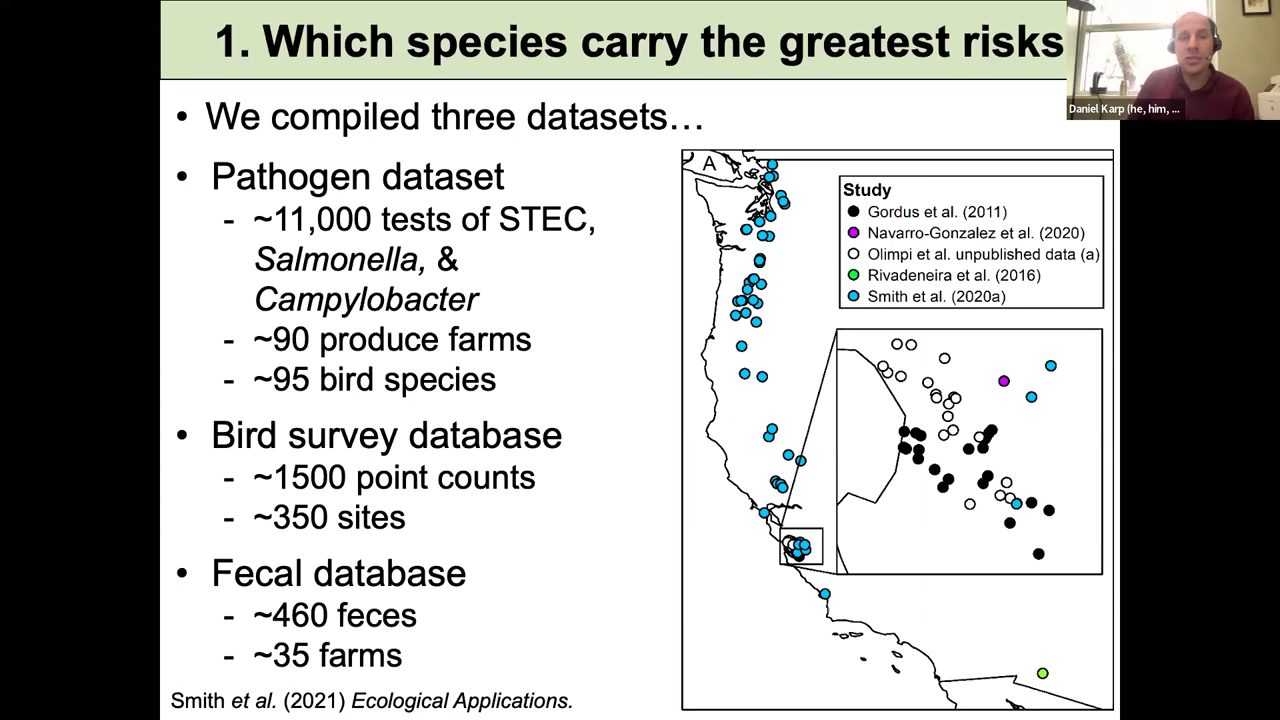 1. Which species carry the greatest risks
Daniel Karp (he, him, ...
• We compiled three datasets…
• Pathogen dataset
- ~11,000 tests of STEC,
Salmonella, &
Campylobacter
- ~90 produce farms
- ~95 bird species
• Bird survey database
- ~1500 point counts
- ~350 sites
• Fecal database
- ~460 feces
- ~35 farms
Smith et al. (2021) Ecological Applications.
A
Study
Gordus et al. (2011)
Navarro-Gonzalez et al. (2020)
Olimpi et al. unpublished data (a)
Rivadeneira et al. (2016)
Smith et al. (2020a)